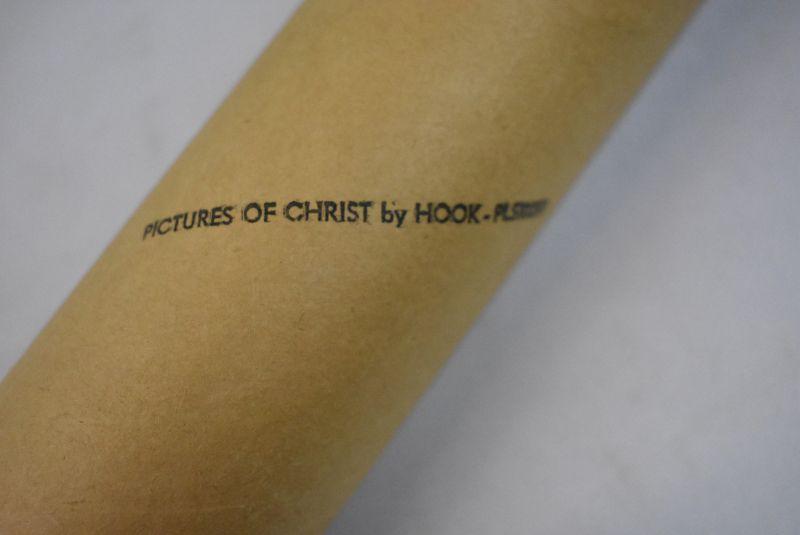 PICTURES OF CHRIST by HOOK -